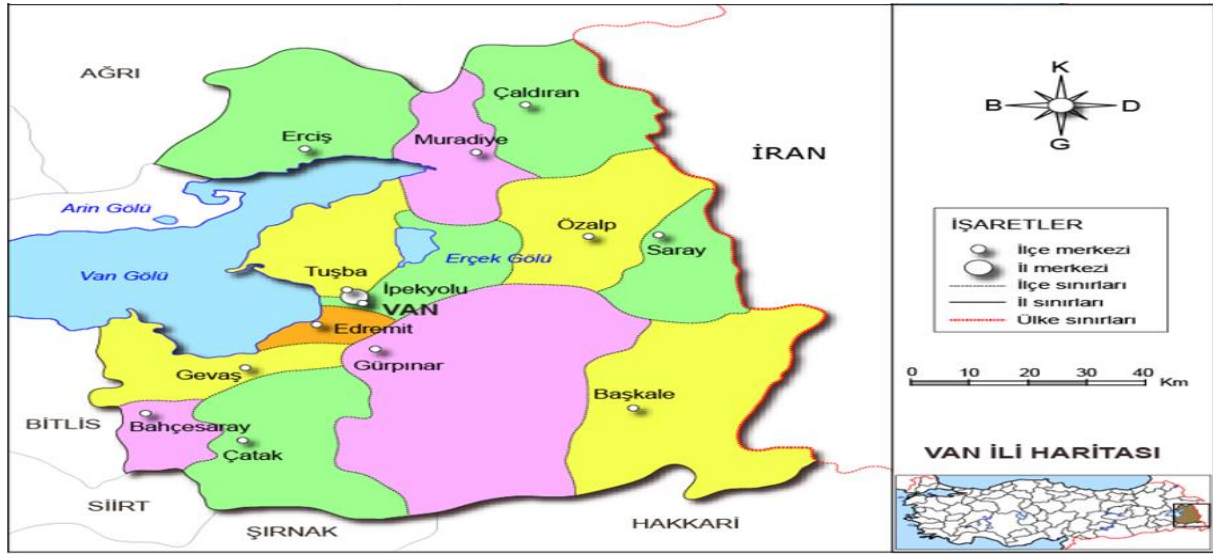 AĞRI
Çaldıran
Erciş
Muradiye
İRAN
Arin Gölü
Özalp
Saray
Van Gölü
Erçek Gölü
Tuşba
İpekyolu
VAN
Edremit
Gürpınar
Gevaş
Başkale
BİTLİS
Bahçesaray
Çatak
SİİRT
ŞIRNAK
HAKKARİ
K
B
D
G
İŞARETLER
İlçe merkezi
İl merkezi
İlçe sınırları
İl sınırları
Ülke sınırları
0 10 20 30 40 Km
VAN İLİ HARİTASI